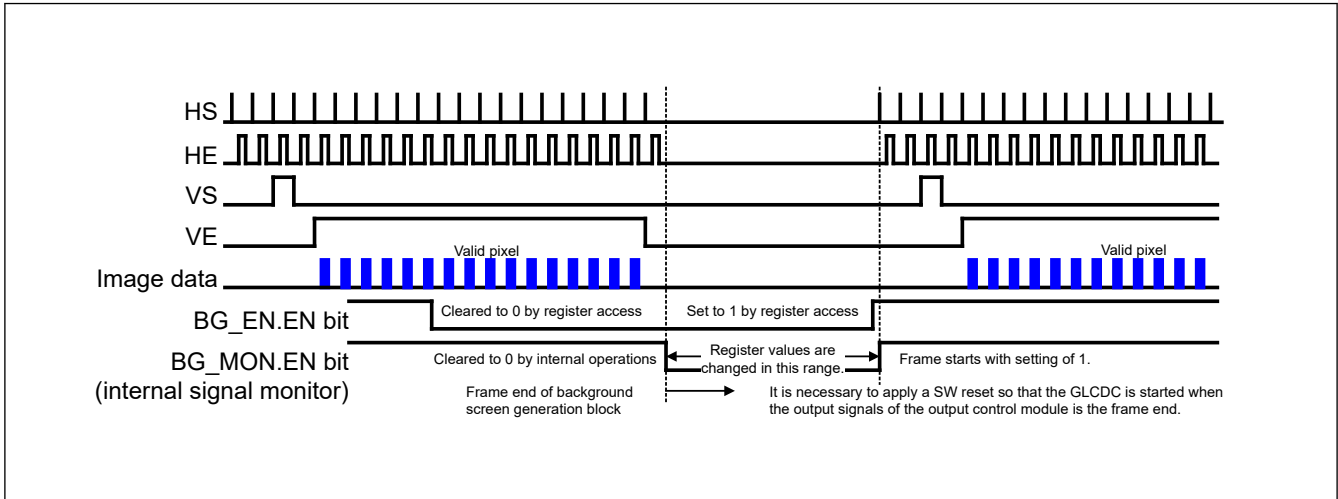 HS
HE
VS
VE
Valid pixel
Valid pixel
Image data
BG_EN.EN bit
Cleared to 0 by register access
Set to 1 by register access
BG_MON.EN bit
(internal signal monitor)
Cleared to 0 by internal operations
Register values are
changed in this range.
Frame starts with setting of 1.
Frame end of background
screen generation block
It is necessary to apply a SW reset so that the GLCDC is started when
the output signals of the output control module is the frame end.